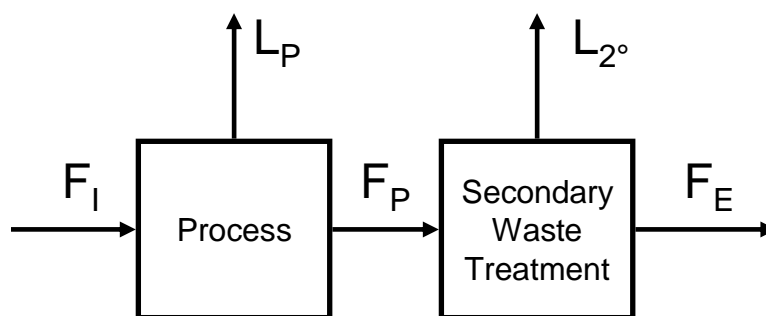 L_P
L_2°
F_I
Process
F_P
Secondary
Waste
Treatment
F_E